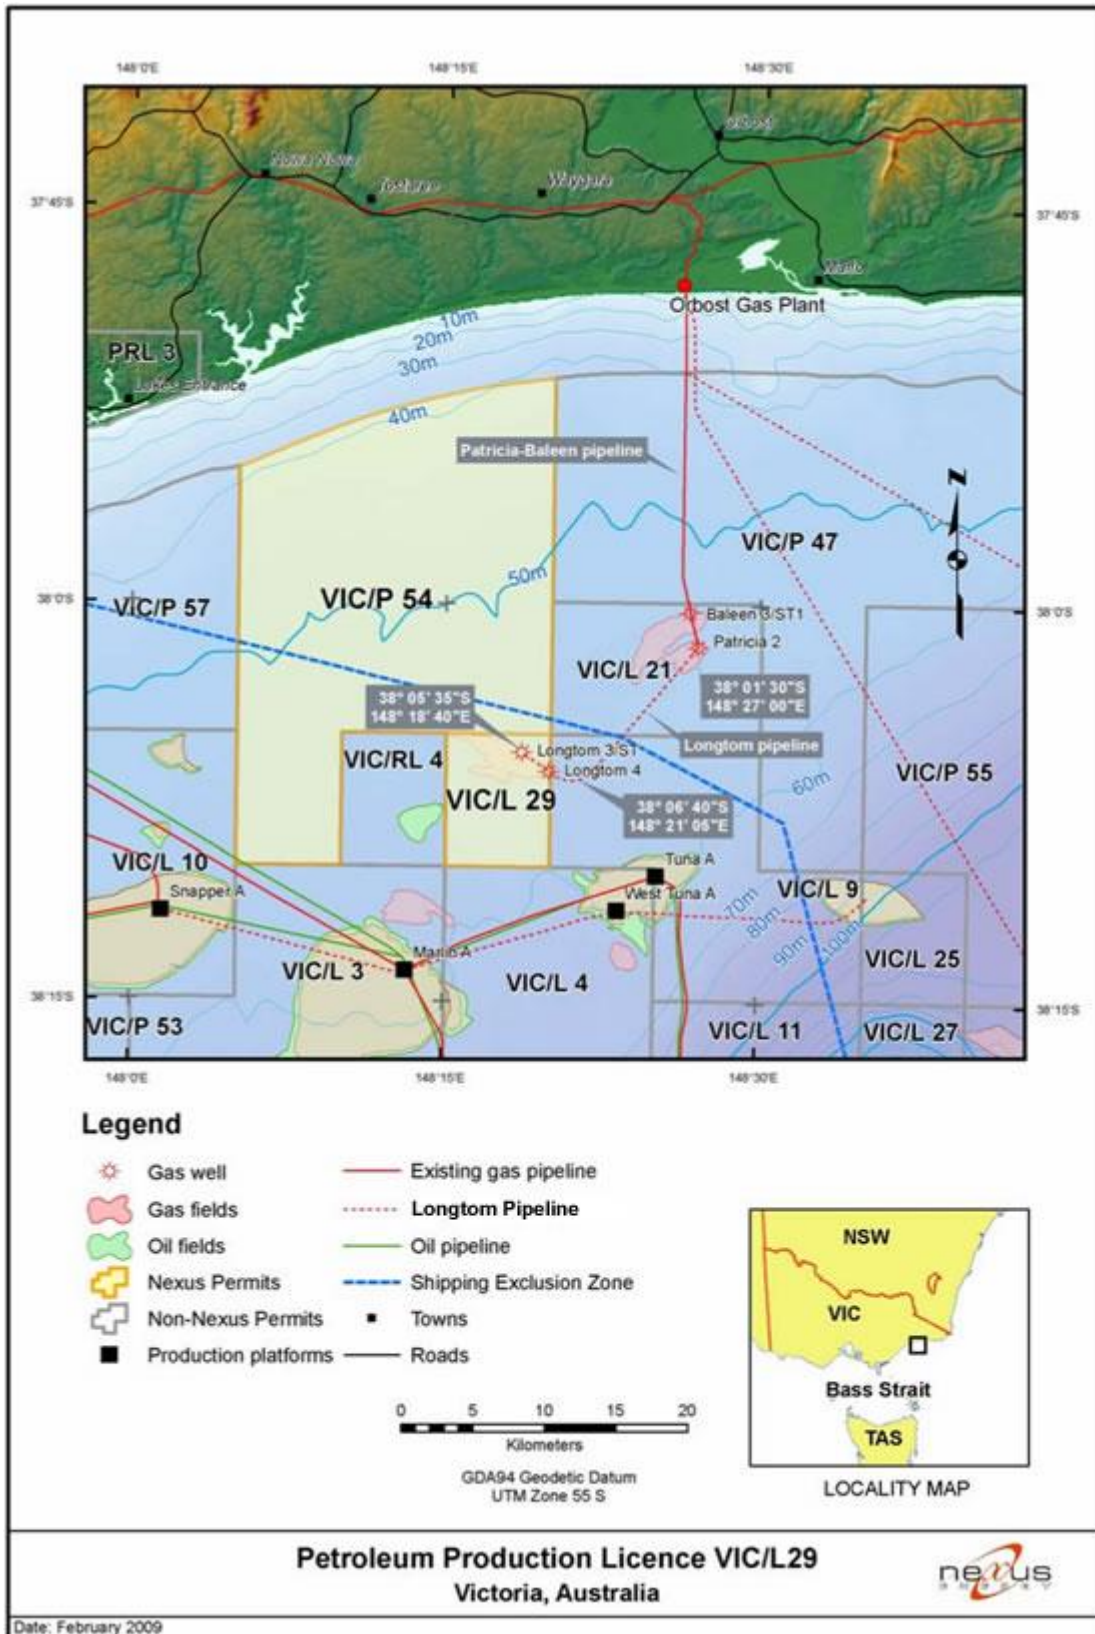 148°0'E 148°15'E 148°30'E
Nowa Nowa
Tostaree
Waygara
Orbost
37°45'S 37°45'S
Marlo
Orbost Gas Plant
10m
20m
30m
40m
PRL 3
Lakes Entrance
Patricia-Baleen pipeline
VIC/P 47
50m
VIC/P 54
VIC/P 57
38°0'S 38°0'S
Baleen 3/ST1
Patricia 2
VIC/L 21
38° 01' 30"S
148° 27' 00"E
38° 05' 35"S
148° 18' 40"E
Longtom pipeline
Longtom 3/ST1
Longtom 4
VIC/RL 4
VIC/L 29
VIC/P 55
60m
38° 06' 40"S
148° 21' 05"E
VIC/L 10
Snapper A
Tuna A
West Tuna A
VIC/L 9
70m
80m
90m
100m
Marlin A
VIC/L 3
VIC/L 4
VIC/L 25
38°15'S 38°15'S
VIC/P 53
VIC/L 11
VIC/L 27
148°0'E 148°15'E 148°30'E
Legend
Gas well
Gas fields
Oil fields
Nexus Permits
Non-Nexus Permits
Production platforms
Existing gas pipeline
Longtom Pipeline
Oil pipeline
Shipping Exclusion Zone
Towns
Roads
0 5 10 15 20
Kilometers
GDA94 Geodetic Datum
UTM Zone 55 S
NSW
VIC
Bass Strait
TAS
LOCALITY MAP
Petroleum Production Licence VIC/L29
Victoria, Australia
nexus
ENERGY
Date: February 2009
N